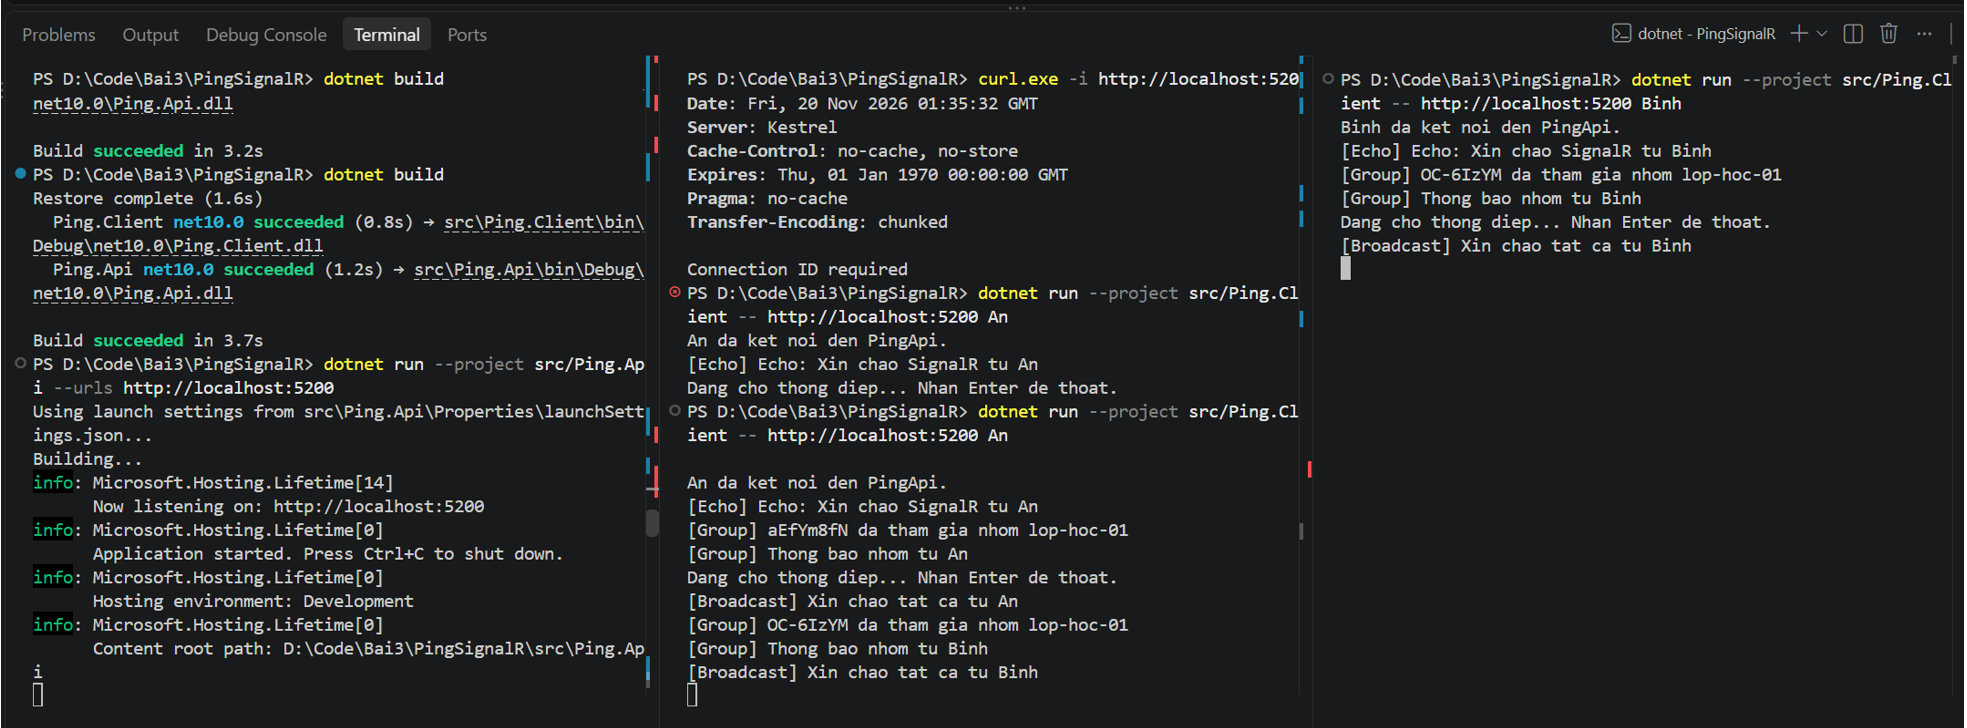 Problems Output Debug Console Terminal Ports
dotnet - PingSignalR
PS D:\Code\Bai3\PingSignalR> dotnet build
net10.0\Ping.Api.dll
Build succeeded in 3.2s
PS D:\Code\Bai3\PingSignalR> dotnet build
Restore complete (1.6s)
Ping.Client net10.0 succeeded (0.8s) → src\Ping.Client\bin\
Debug\net10.0\Ping.Client.dll
Ping.Api net10.0 succeeded (1.2s) → src\Ping.Api\bin\Debug\
net10.0\Ping.Api.dll
Build succeeded in 3.7s
PS D:\Code\Bai3\PingSignalR> dotnet run --project src/Ping.Ap
i --urls http://localhost:5200
Using launch settings from src\Ping.Api\Properties\launchSett
ings.json...
Building...
info: Microsoft.Hosting.Lifetime[14]
Now listening on: http://localhost:5200
info: Microsoft.Hosting.Lifetime[0]
Application started. Press Ctrl+C to shut down.
info: Microsoft.Hosting.Lifetime[0]
Hosting environment: Development
info: Microsoft.Hosting.Lifetime[0]
Content root path: D:\Code\Bai3\PingSignalR\src\Ping.Ap
i
PS D:\Code\Bai3\PingSignalR> curl.exe -i http://localhost:520
Date: Fri, 20 Nov 2026 01:35:32 GMT
Server: Kestrel
Cache-Control: no-cache, no-store
Expires: Thu, 01 Jan 1970 00:00:00 GMT
Pragma: no-cache
Transfer-Encoding: chunked
Connection ID required
PS D:\Code\Bai3\PingSignalR> dotnet run --project src/Ping.Cl
ient -- http://localhost:5200 An
An da ket noi den PingApi.
[Echo] Echo: Xin chao SignalR tu An
Dang cho thong diep... Nhan Enter de thoat.
PS D:\Code\Bai3\PingSignalR> dotnet run --project src/Ping.Cl
ient -- http://localhost:5200 An
An da ket noi den PingApi.
[Echo] Echo: Xin chao SignalR tu An
[Group] aEfYm8fN da tham gia nhom lop-hoc-01
[Group] Thong bao nhom tu An
Dang cho thong diep... Nhan Enter de thoat.
[Broadcast] Xin chao tat ca tu An
[Group] OC-6IzYM da tham gia nhom lop-hoc-01
[Group] Thong bao nhom tu Binh
[Broadcast] Xin chao tat ca tu Binh
PS D:\Code\Bai3\PingSignalR> dotnet run --project src/Ping.Cl
ient -- http://localhost:5200 Binh
Binh da ket noi den PingApi.
[Echo] Echo: Xin chao SignalR tu Binh
[Group] OC-6IzYM da tham gia nhom lop-hoc-01
[Group] Thong bao nhom tu Binh
Dang cho thong diep... Nhan Enter de thoat.
[Broadcast] Xin chao tat ca tu Binh